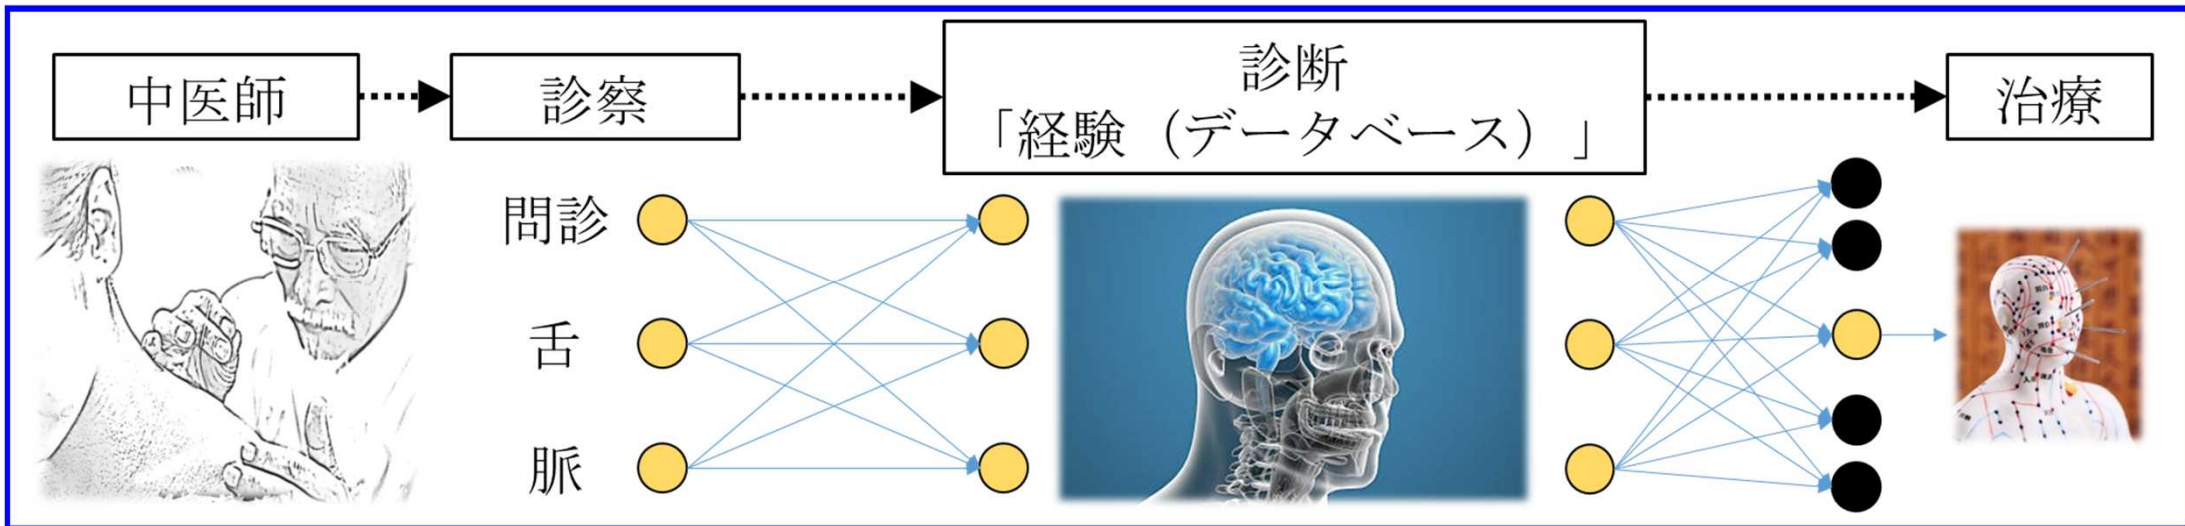 中医師
診察
診断
「経験（データベース）」
治療
問診
舌
脈